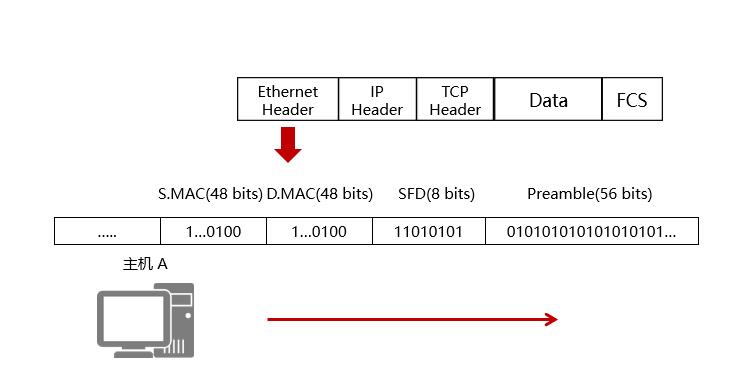 Ethernet
Header
IP
Header
TCP
Header
Data
FCS
S.MAC(48 bits) D.MAC(48 bits) SFD(8 bits) Preamble(56 bits)
..... 1...0100 1...0100 11010101 010101010101010101...
主机 A